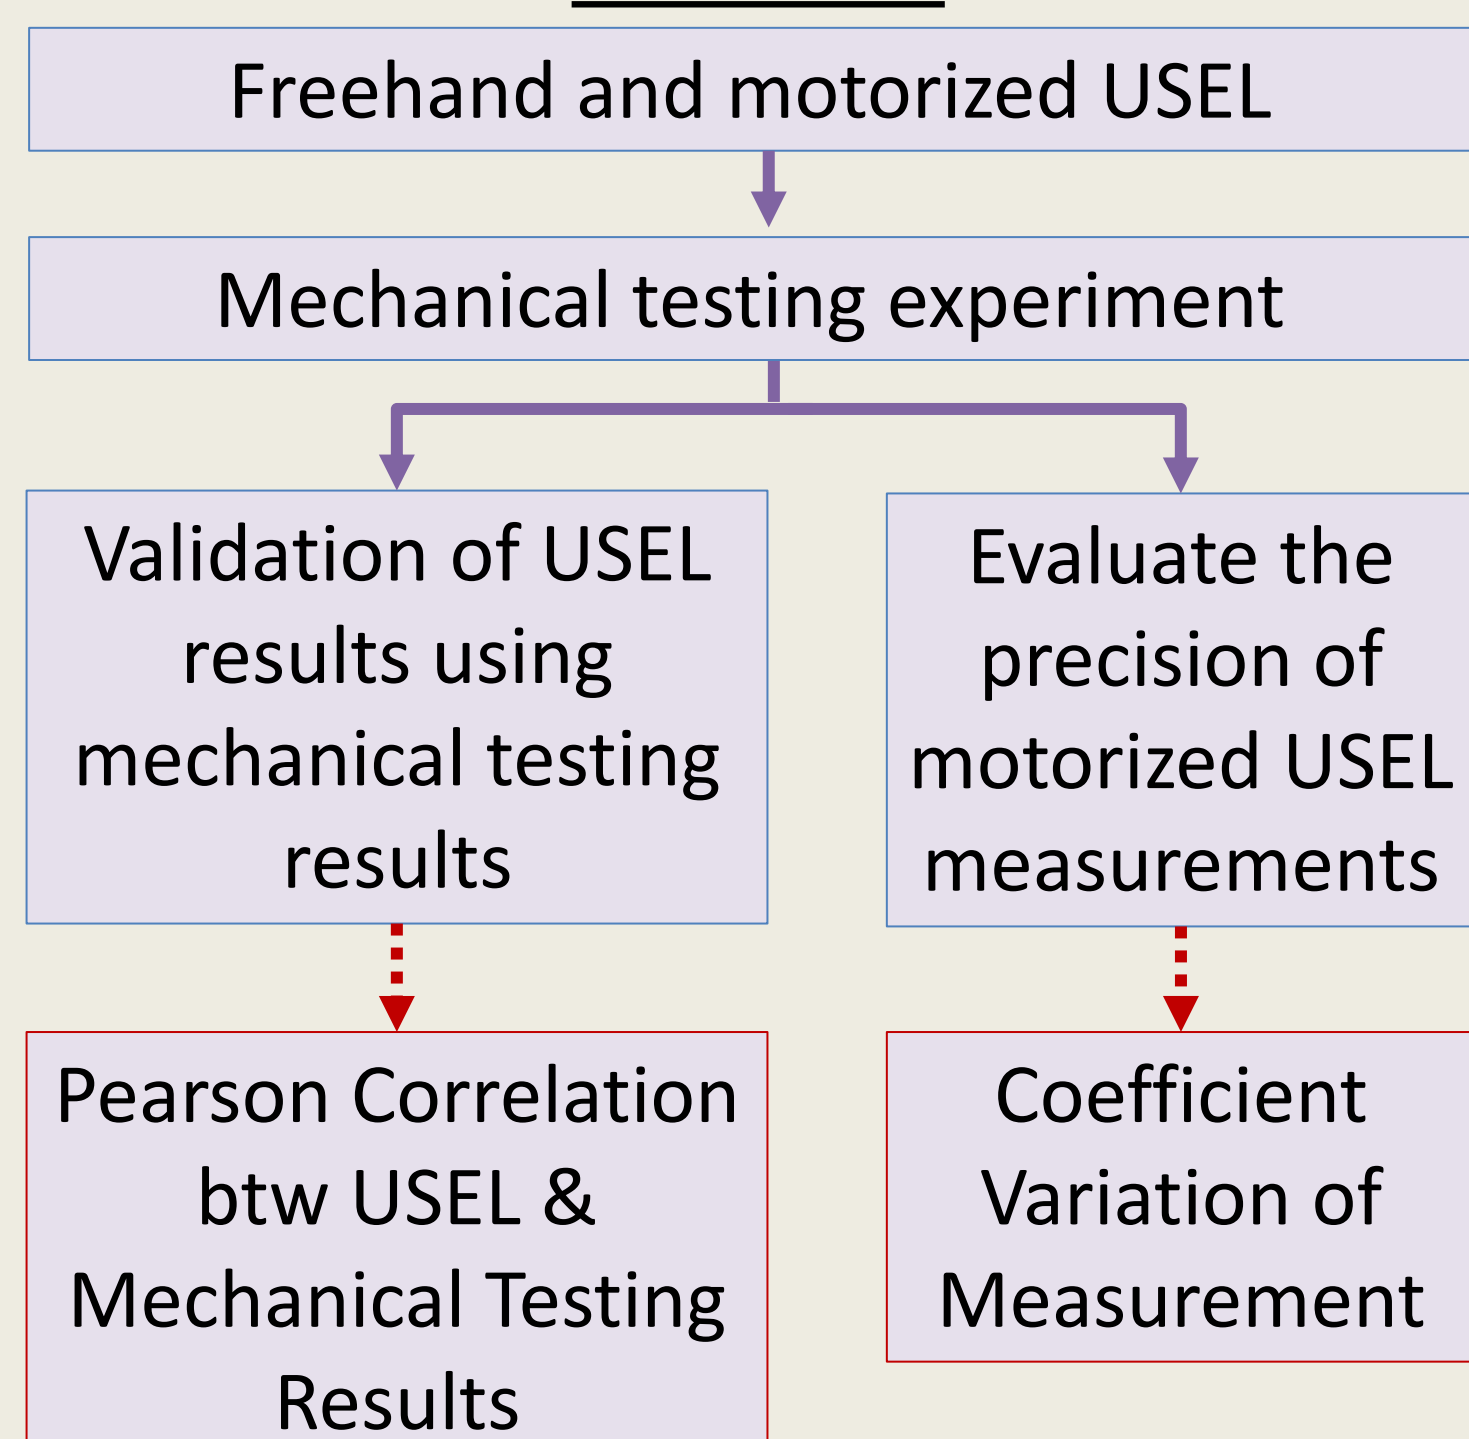 Freehand and motorized USEL
Mechanical testing experiment
Validation of USEL
results using
mechanical testing
results
Evaluate the
precision of
motorized USEL
measurements
Pearson Correlation
btw USEL &
Mechanical Testing
Results
Coefficient
Variation of
Measurement